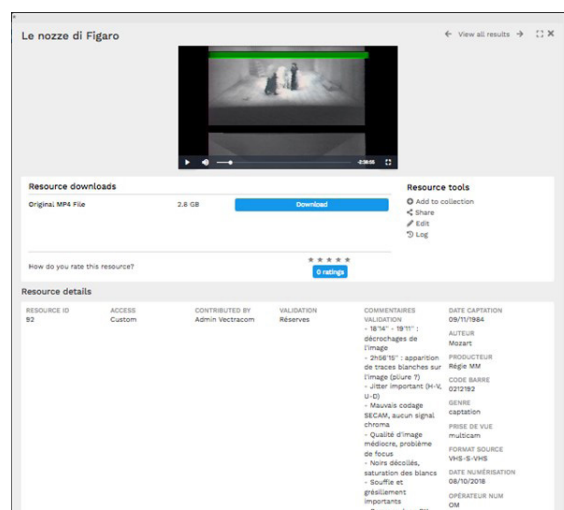 Le nozze di Figaro
View all results
-2:56:55
Resource downloads
Original MP4 File 2.8 GB Download
How do you rate this resource?
0 ratings
Resource tools
Add to collection
Share
Edit
Log
Resource details
RESOURCE ID
92
ACCESS
Custom
CONTRIBUTED BY
Admin Vectracom
VALIDATION
Réserves
COMMENTAIRES
VALIDATION
- 18'14" - 19'11" :
décrochages de
l'image
- 2h56'15" : apparition
de traces blanches sur
l'image (pliure ?)
- Jitter important (H-V,
U-D)
- Mauvais codage
SECAM, aucun signal
chroma
- Qualité d'image
médiocre, problème
de focus
- Noirs décollés,
saturation des blancs
- Souffle et
grésillement
importants
DATE CAPTATION
09/11/1984
AUTEUR
Mozart
PRODUCTEUR
Régie MM
CODE BARRE
0212192
GENRE
captation
PRISE DE VUE
multicam
FORMAT SOURCE
VHS-S-VHS
DATE NUMÉRISATION
08/10/2018
OPÉRATEUR NUM
OM